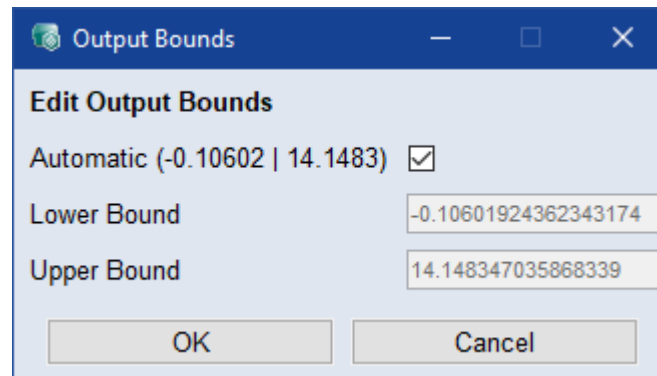 Output Bounds
Edit Output Bounds
Automatic (-0.10602 | 14.1483)
Lower Bound -0.10601924362343174
Upper Bound 14.148347035868339
OK Cancel